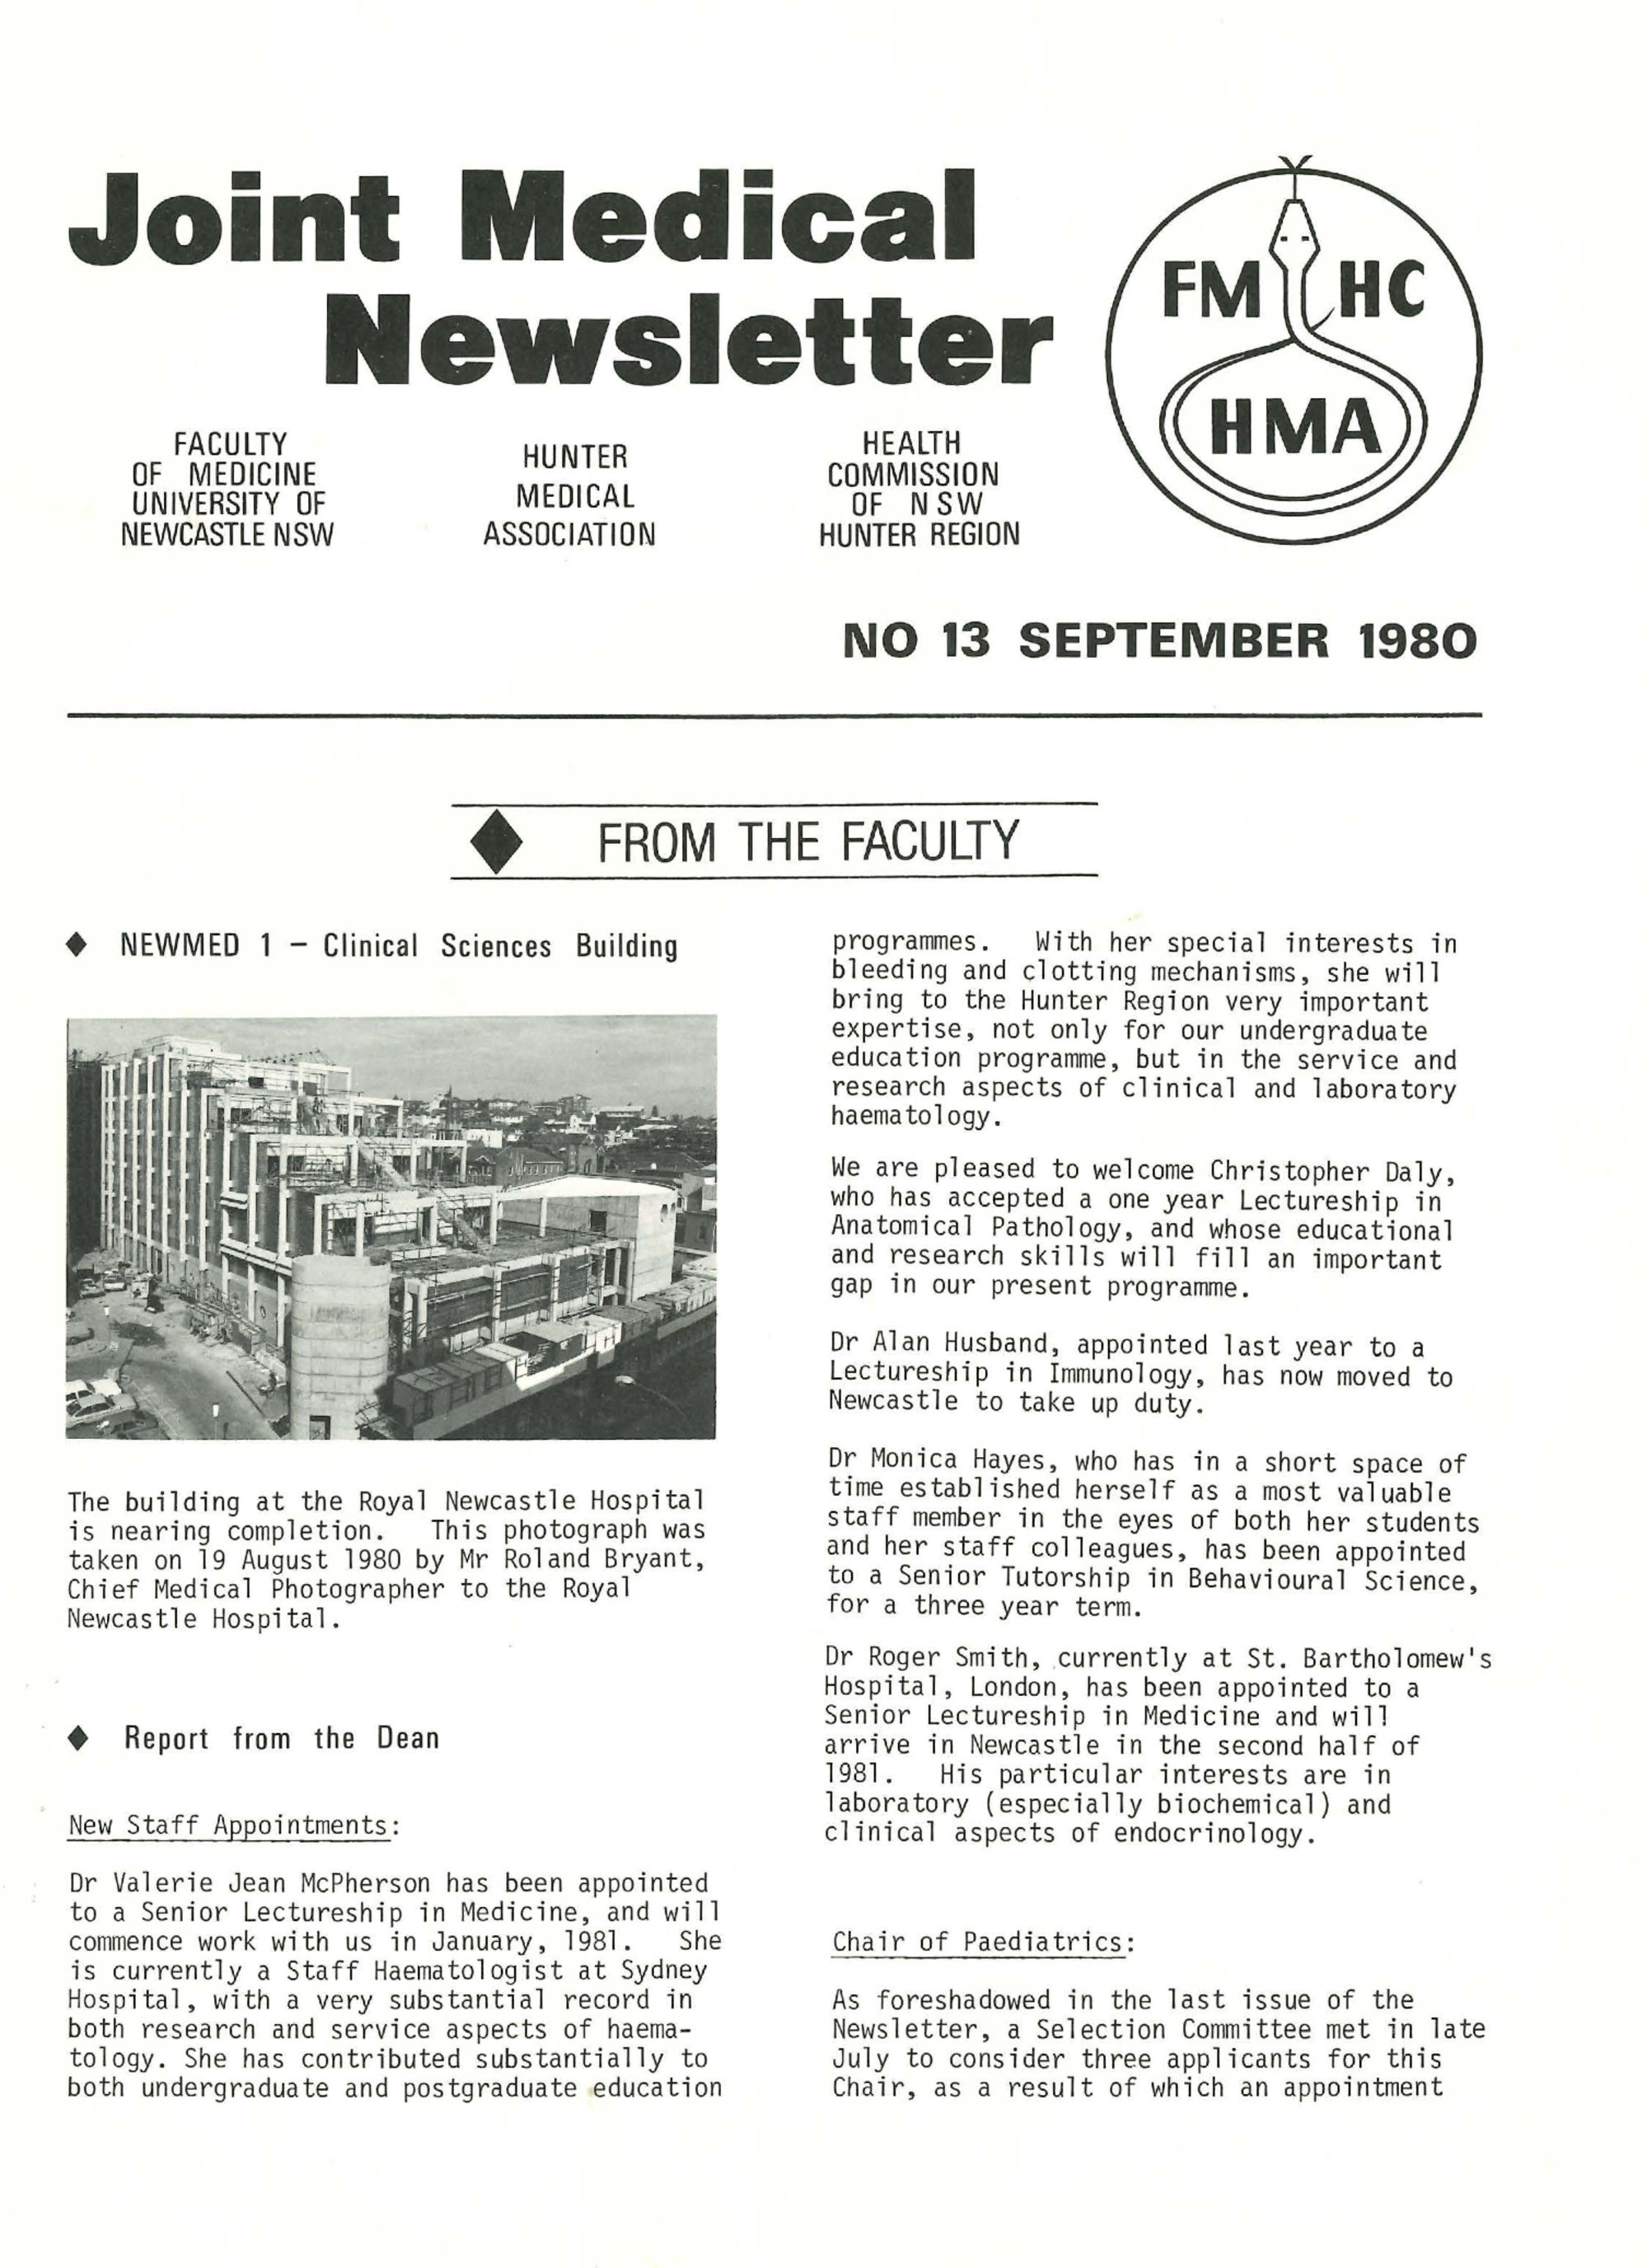 Joint Medical
Newsletter
FM HC
HMA
FACULTY
OF MEDICINE
UNIVERSITY OF
NEWCASTLE NSW
HUNTER
MEDICAL
ASSOCIATION
HEALTH
COMMISSION
OF NSW
HUNTER REGION
NO 13 SEPTEMBER 1980
FROM THE FACULTY
NEWMED 1 – Clinical Sciences Building
The building at the Royal Newcastle Hospital
is nearing completion. This photograph was
taken on 19 August 1980 by Mr Roland Bryant,
Chief Medical Photographer to the Royal
Newcastle Hospital.
Report from the Dean
New Staff Appointments:
Dr Valerie Jean McPherson has been appointed
to a Senior Lectureship in Medicine, and will
commence work with us in January, 1981. She
is currently a Staff Haematologist at Sydney
Hospital, with a very substantial record in
both research and service aspects of haema-
tology. She has contributed substantially to
both undergraduate and postgraduate education
programmes. With her special interests in
bleeding and clotting mechanisms, she will
bring to the Hunter Region very important
expertise, not only for our undergraduate
education programme, but in the service and
research aspects of clinical and laboratory
haematology.
We are pleased to welcome Christopher Daly,
who has accepted a one year Lectureship in
Anatomical Pathology, and whose educational
and research skills will fill an important
gap in our present programme.
Dr Alan Husband, appointed last year to a
Lectureship in Immunology, has now moved to
Newcastle to take up duty.
Dr Monica Hayes, who has in a short space of
time established herself as a most valuable
staff member in the eyes of both her students
and her staff colleagues, has been appointed
to a Senior Tutorship in Behavioural Science,
for a three year term.
Dr Roger Smith, currently at St. Bartholomew's
Hospital, London, has been appointed to a
Senior Lectureship in Medicine and will
arrive in Newcastle in the second half of
1981. His particular interests are in
laboratory (especially biochemical) and
clinical aspects of endocrinology.
Chair of Paediatrics:
As foreshadowed in the last issue of the
Newsletter, a Selection Committee met in late
July to consider three applicants for this
Chair, as a result of which an appointment